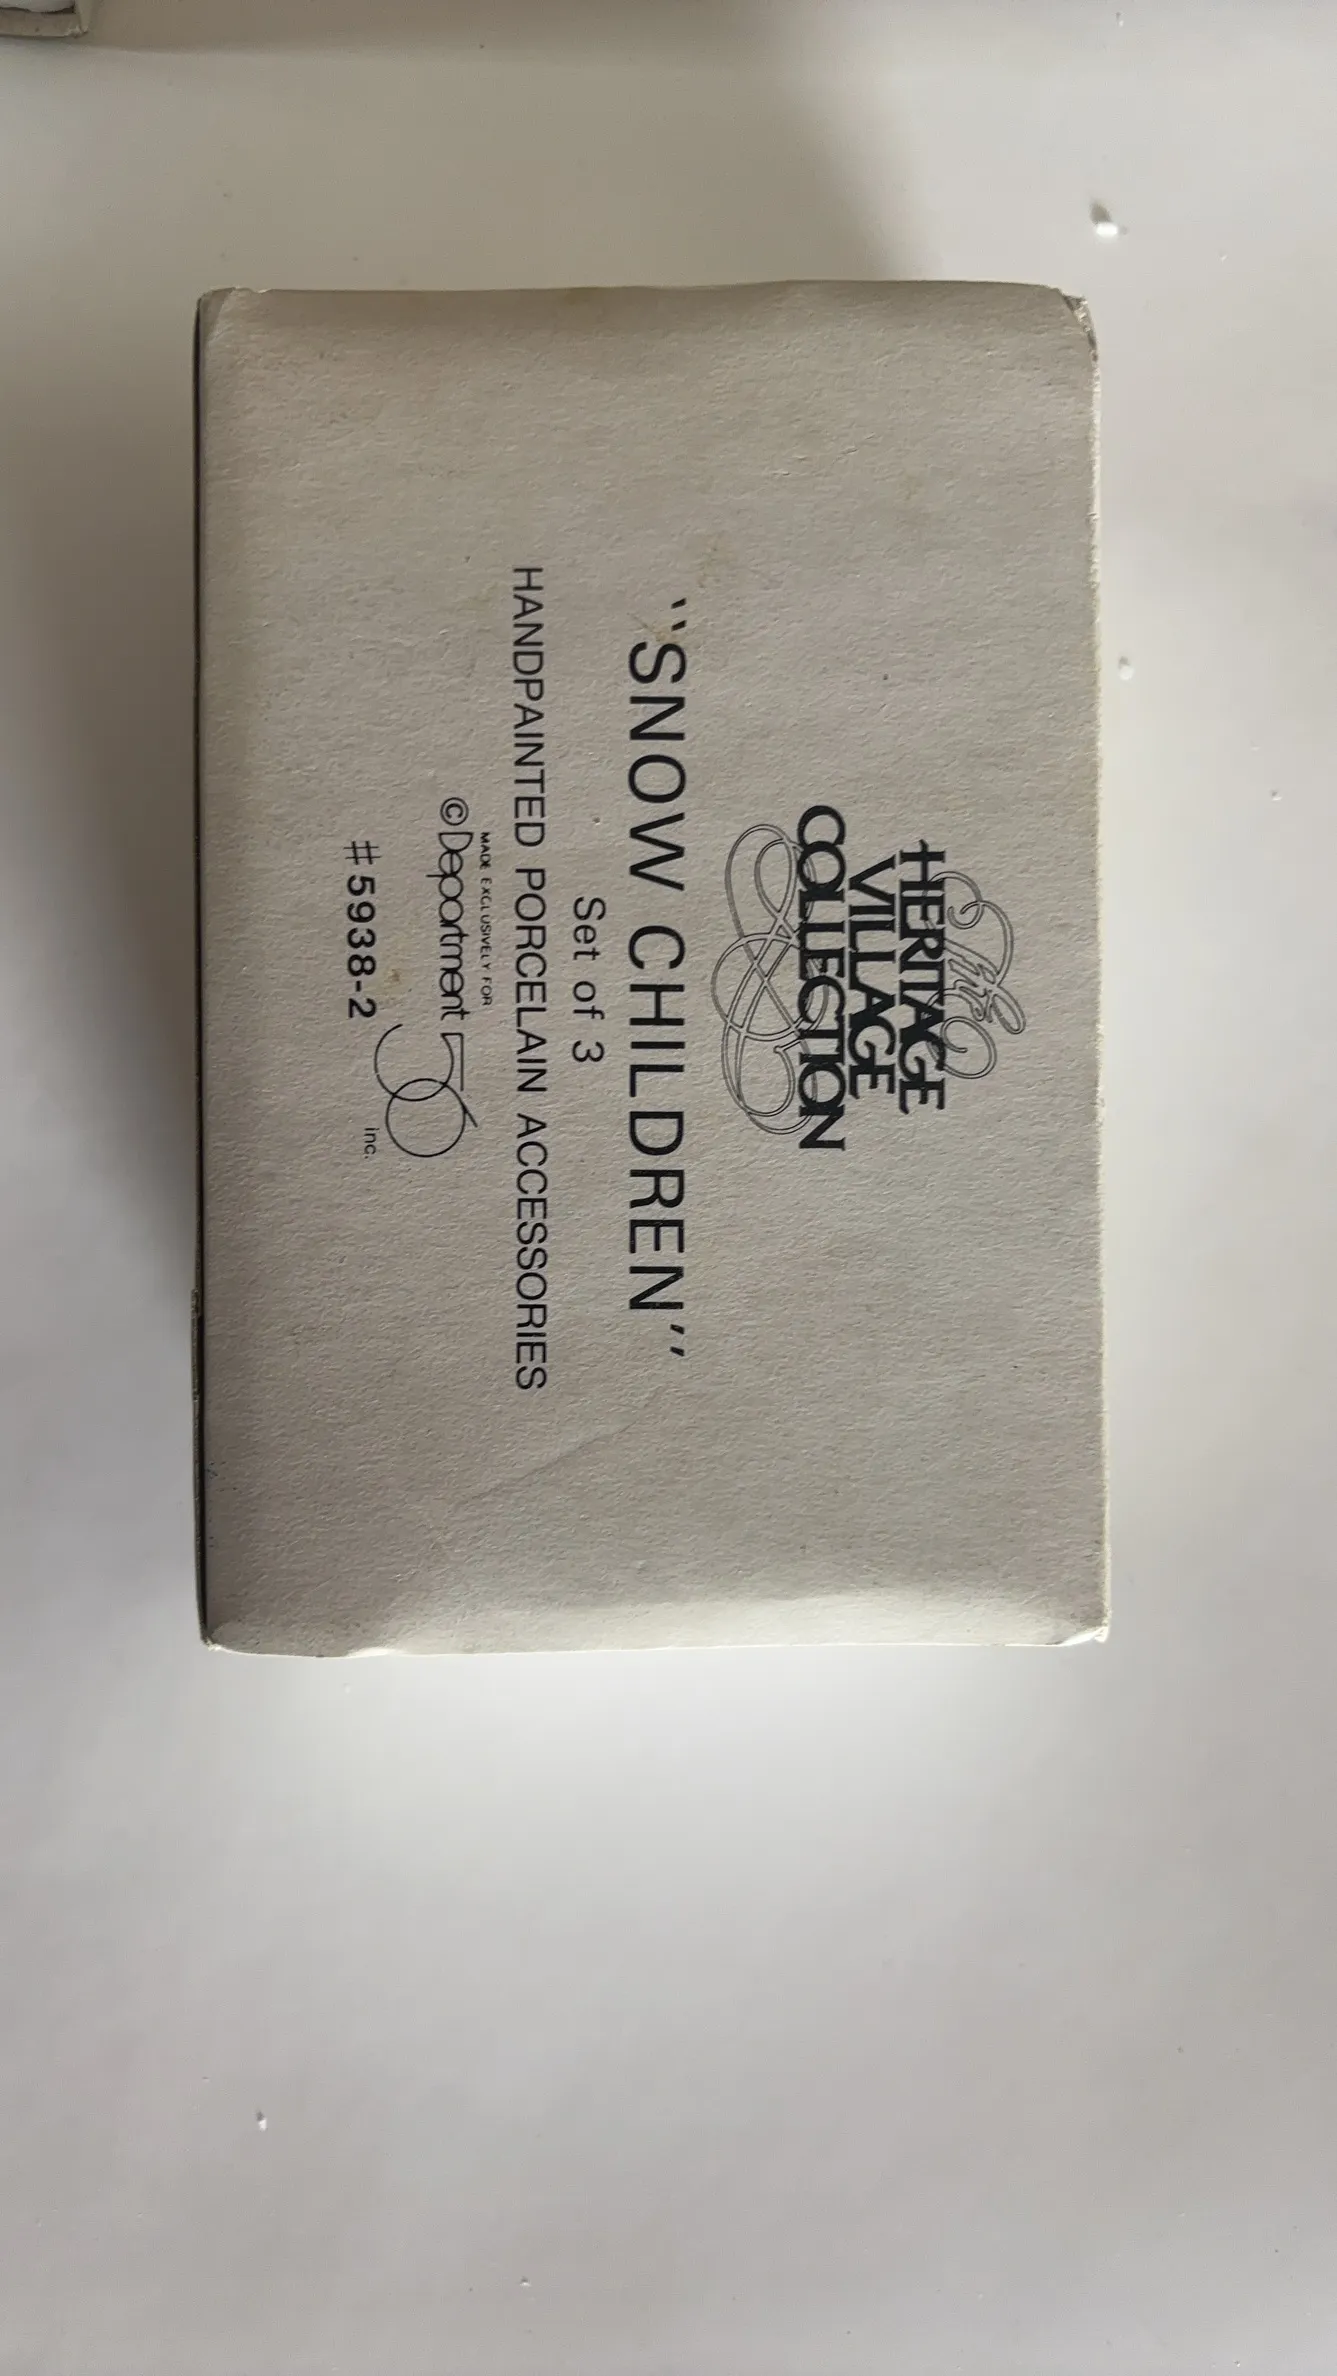 The
HERITAGE
VILLAGE
COLLECTION
"SNOW CHILDREN"
Set of 3
HANDPAINTED PORCELAIN ACCESSORIES
MADE EXCLUSIVELY FOR
©Department 56 inc.
#5938-2